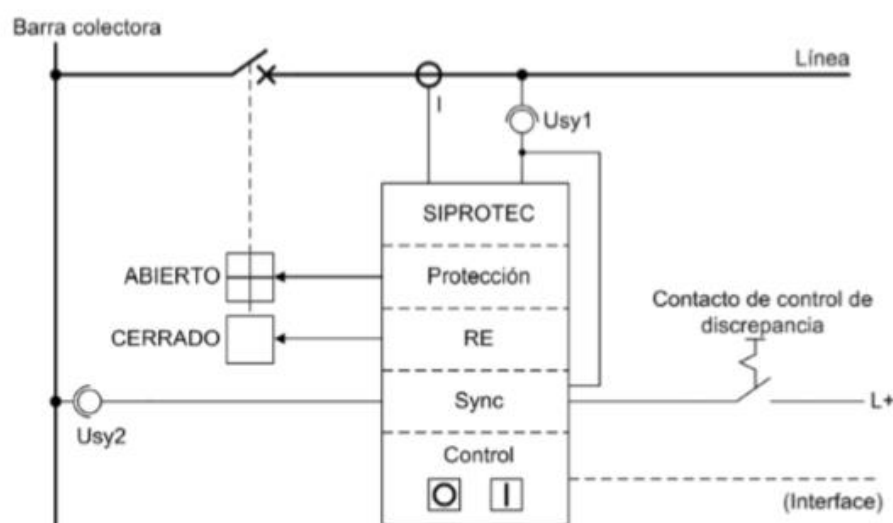 Barra colectora
Línea
I
Usy1
SIPROTEC
ABIERTO
Protección
Contacto de control de
discrepancia
CERRADO
RE
Sync
L+
Usy2
Control
(Interface)